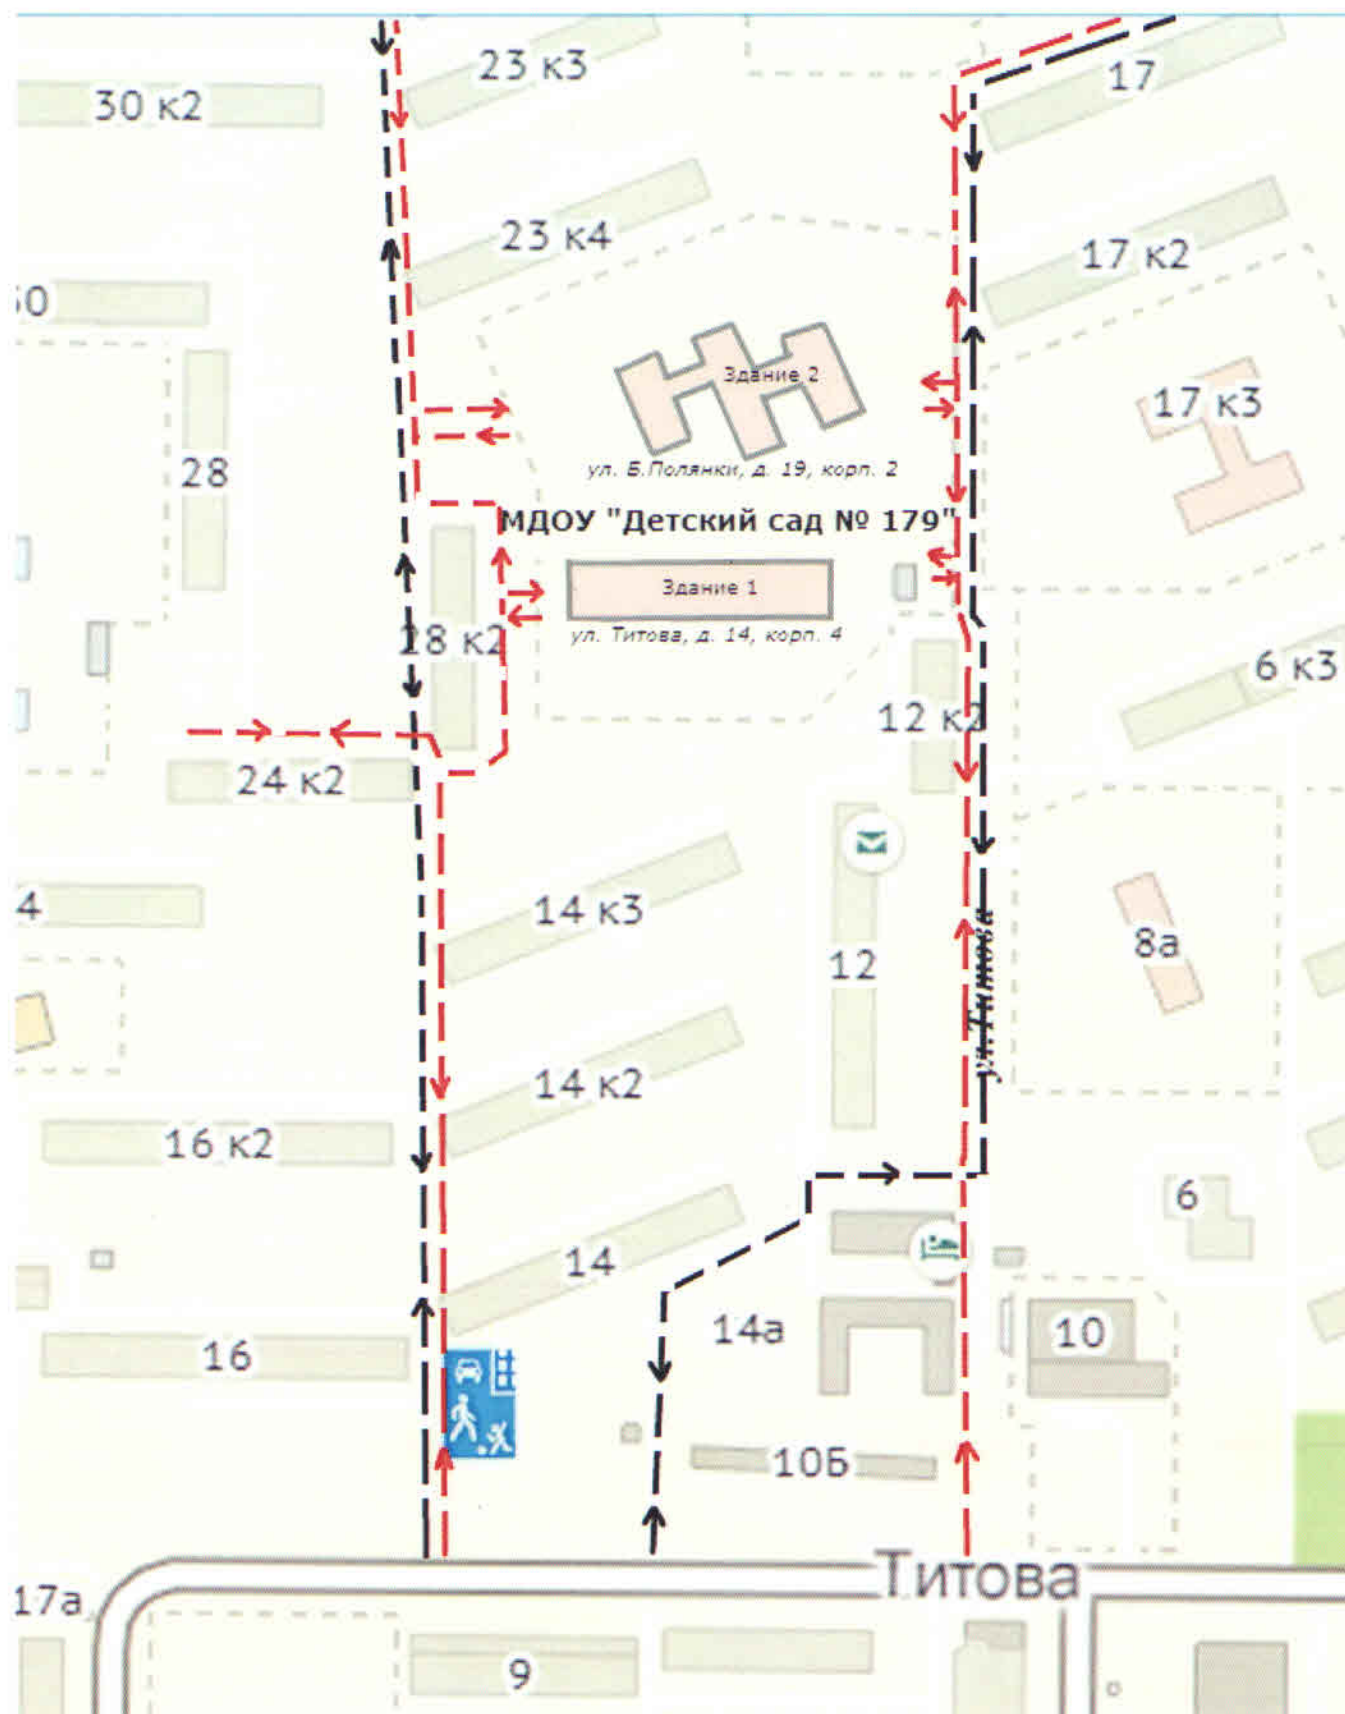 23 к3
17
30 к2
23 к4
17 к2
Здание 2
17 к3
28
ул. Б.Полянки, д. 19, корп. 2
МДОУ "Детский сад № 179"
Здание 1
28 к2
ул. Титова, д. 14, корп. 4
6 к3
12 к2
24 к2
14 к3
4
12
8а
ул.Титова
14 к2
16 к2
6
14
14а
10
16
10Б
Титова
17а
9